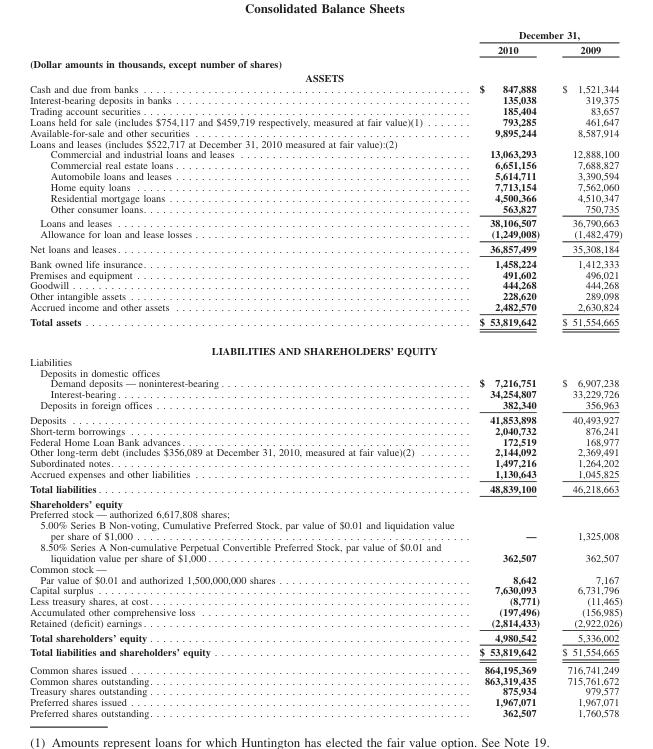 Consolidated Balance Sheets
December 31,
2010 2009
(Dollar amounts in thousands, except number of shares)
ASSETS
Cash and due from banks $ 847,888 $ 1,521,344
Interest-bearing deposits in banks 135,038 319,375
Trading account securities 185,404 83,657
Loans held for sale (includes $754,117 and $459,719 respectively, measured at fair value)(1) 793,285 461,647
Available-for-sale and other securities 9,895,244 8,587,914
Loans and leases (includes $522,717 at December 31, 2010 measured at fair value):(2)
Commercial and industrial loans and leases 13,063,293 12,888,100
Commercial real estate loans 6,651,156 7,688,827
Automobile loans and leases 5,614,711 3,390,594
Home equity loans 7,713,154 7,562,060
Residential mortgage loans 4,500,366 4,510,347
Other consumer loans 563,827 750,735
Loans and leases 38,106,507 36,790,663
Allowance for loan and lease losses (1,249,008) (1,482,479)
Net loans and leases 36,857,499 35,308,184
Bank owned life insurance 1,458,224 1,412,333
Premises and equipment 491,602 496,021
Goodwill 444,268 444,268
Other intangible assets 228,620 289,098
Accrued income and other assets 2,482,570 2,630,824
Total assets $ 53,819,642 $ 51,554,665
LIABILITIES AND SHAREHOLDERS' EQUITY
Liabilities
Deposits in domestic offices
Demand deposits — noninterest-bearing $ 7,216,751 $ 6,907,238
Interest-bearing 34,254,807 33,229,726
Deposits in foreign offices 382,340 356,963
Deposits 41,853,898 40,493,927
Short-term borrowings 2,040,732 876,241
Federal Home Loan Bank advances 172,519 168,977
Other long-term debt (includes $356,089 at December 31, 2010, measured at fair value)(2) 2,144,092 2,369,491
Subordinated notes 1,497,216 1,264,202
Accrued expenses and other liabilities 1,130,643 1,045,825
Total liabilities 48,839,100 46,218,663
Shareholders' equity
Preferred stock — authorized 6,617,808 shares;
5.00% Series B Non-voting, Cumulative Preferred Stock, par value of $0.01 and liquidation value
per share of $1,000 — 1,325,008
8.50% Series A Non-cumulative Perpetual Convertible Preferred Stock, par value of $0.01 and
liquidation value per share of $1,000 362,507 362,507
Common stock —
Par value of $0.01 and authorized 1,500,000,000 shares 8,642 7,167
Capital surplus 7,630,093 6,731,796
Less treasury shares, at cost (8,771) (11,465)
Accumulated other comprehensive loss (197,496) (156,985)
Retained (deficit) earnings (2,814,433) (2,922,026)
Total shareholders' equity 4,980,542 5,336,002
Total liabilities and shareholders' equity $ 53,819,642 $ 51,554,665
Common shares issued 864,195,369 716,741,249
Common shares outstanding 863,319,435 715,761,672
Treasury shares outstanding 875,934 979,577
Preferred shares issued 1,967,071 1,967,071
Preferred shares outstanding 362,507 1,760,578
(1) Amounts represent loans for which Huntington has elected the fair value option. See Note 19.